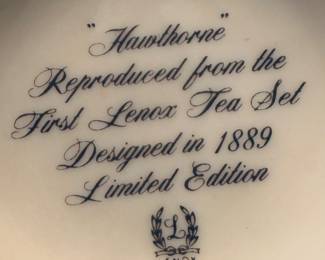 "Hawthorne"
Reproduced from the
First Lenox Tea Set
Designed in 1889
Limited Edition
L